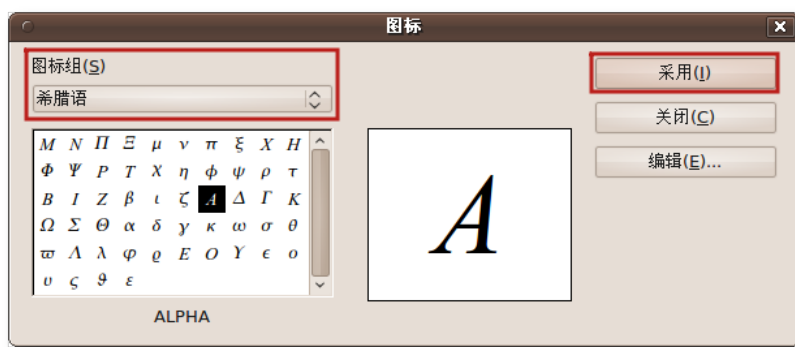 图标
图标组(S)
希腊语
M N Π Ξ μ ν π ξ X H
Φ Ψ P T χ η ϕ ψ ρ τ
B I Z β ι ζ A Δ Γ K
Ω Σ Θ α δ γ κ ω σ θ
ϖ Λ λ φ ϱ E O Υ ϵ ο
υ ς ϑ ε
ALPHA
A
采用(I)
关闭(C)
编辑(E)...